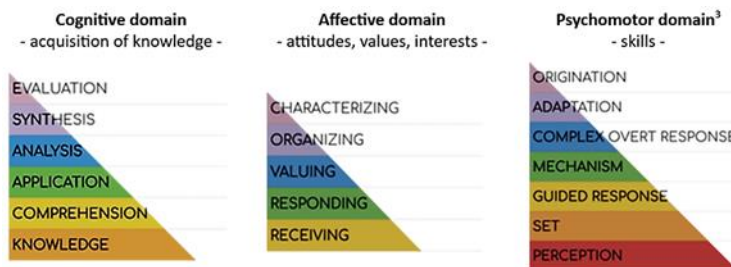 Cognitive domain
- acquisition of knowledge -
EVALUATION
SYNTHESIS
ANALYSIS
APPLICATION
COMPREHENSION
KNOWLEDGE
Affective domain
- attitudes, values, interests -
CHARACTERIZING
ORGANIZING
VALUING
RESPONDING
RECEIVING
Psychomotor domain³
- skills -
ORIGINATION
ADAPTATION
COMPLEX OVERT RESPONSE
MECHANISM
GUIDED RESPONSE
SET
PERCEPTION